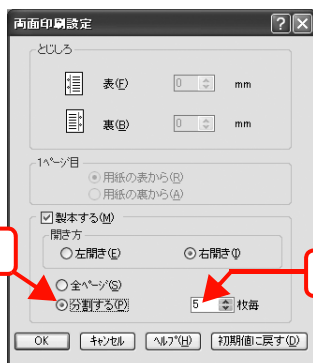 両面印刷設定
とじしろ
表(F) 0 mm
裏(B) 0 mm
1ページ目
用紙の表から(R)
用紙の裏から(A)
製本する(M)
開き方
左開き(E) 右開き(I)
全ページ(S)
分割する(P) 5 枚毎
OK キャンセル ヘルプ(H) 初期値に戻す(D)